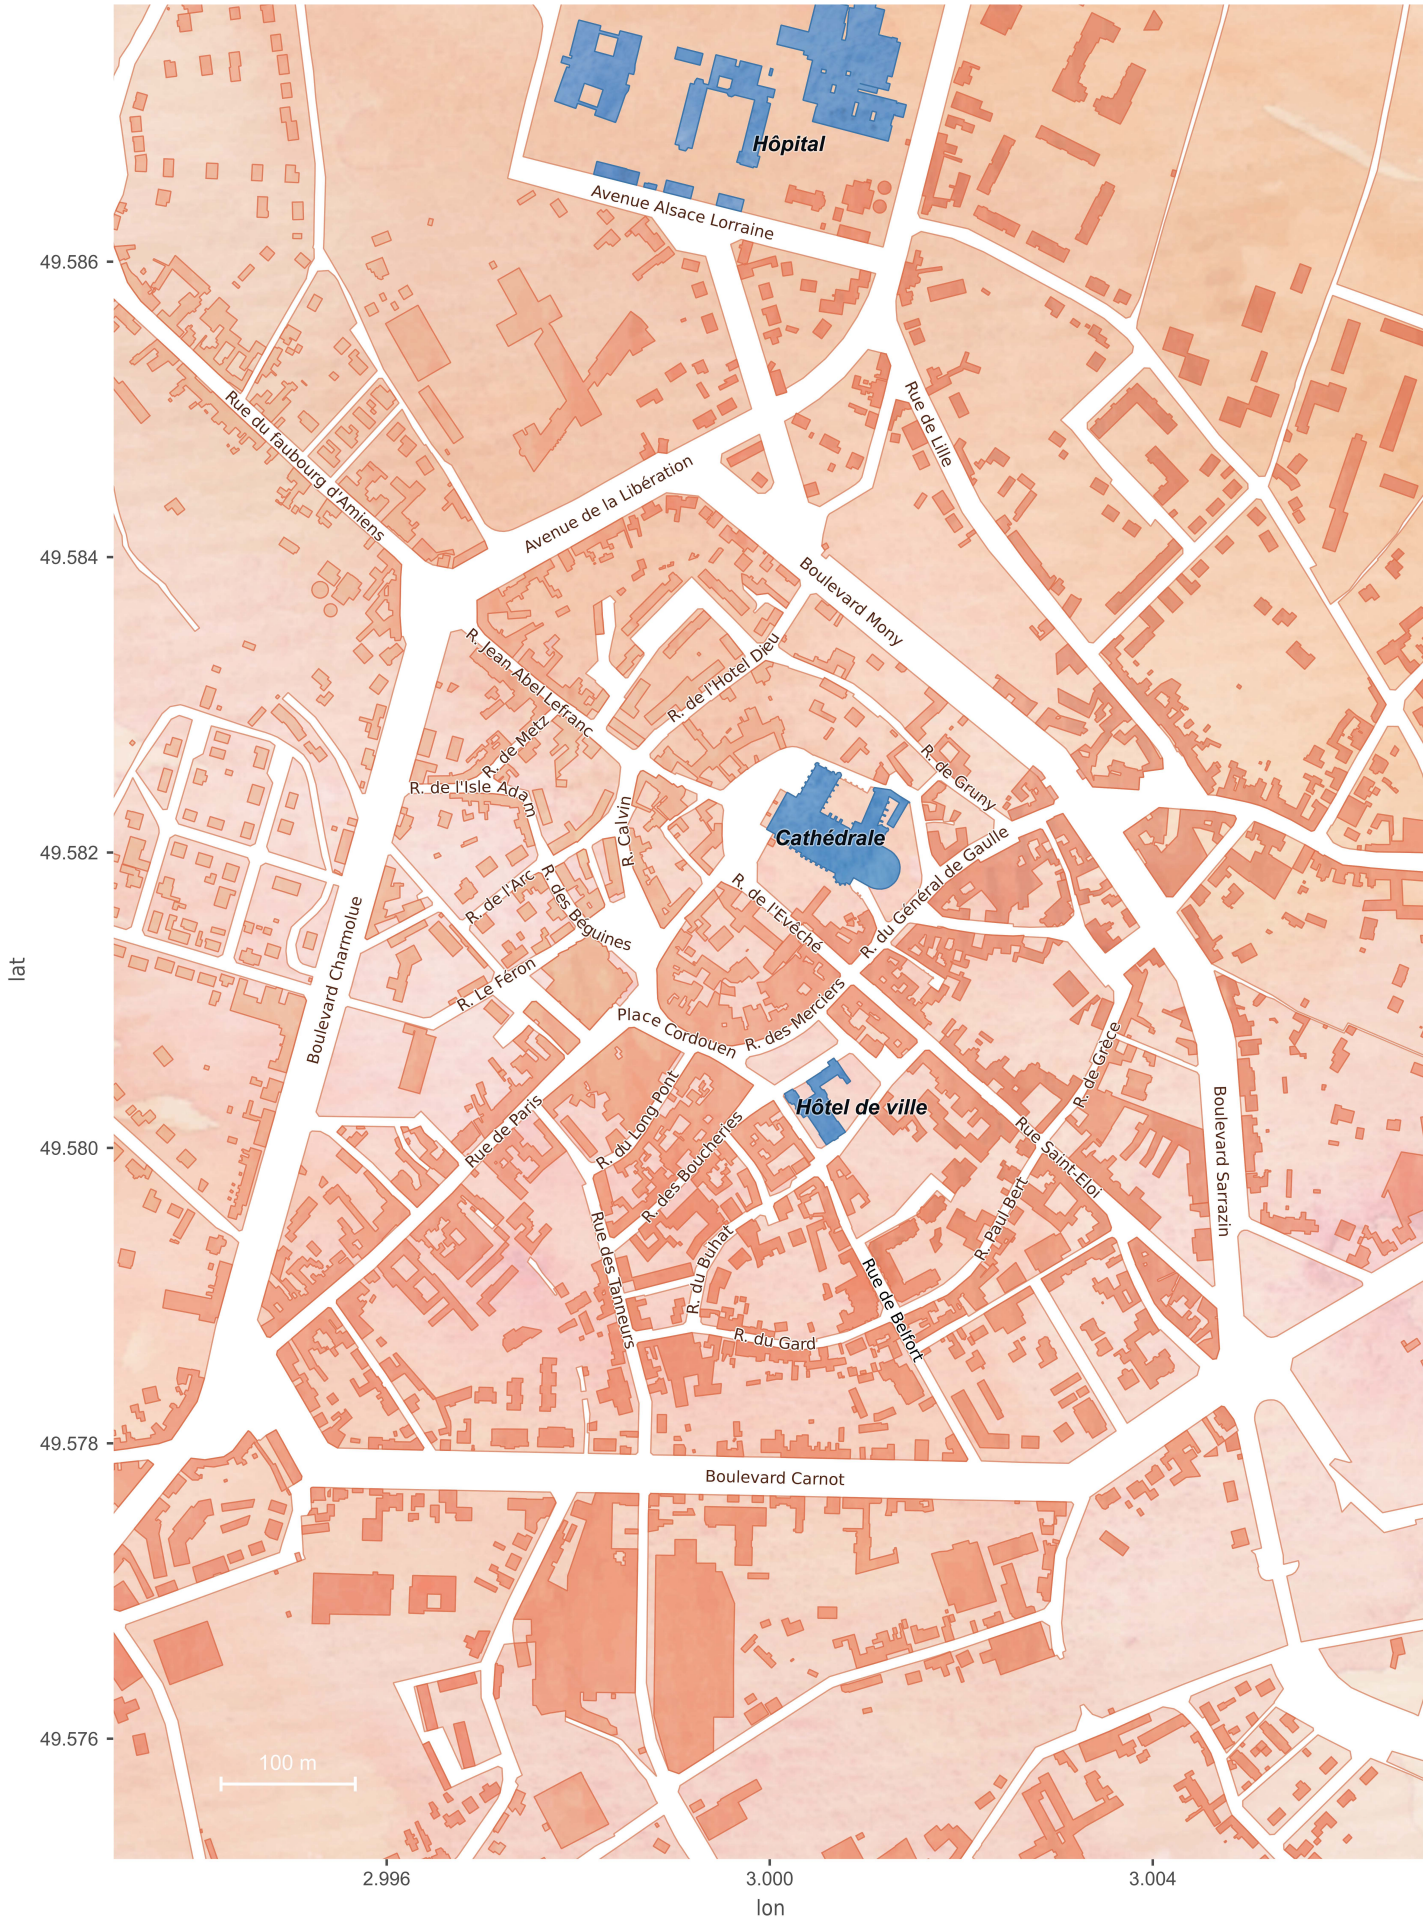 Hôpital
Avenue Alsace Lorraine
49.586
Rue du faubourg d'Amiens
Rue de Lille
Avenue de la Libération
49.584
Boulevard Mony
R. Jean Abel Lefranc
R. de l'Hotel Dieu
R. de Metz
R. de l'Isle Adam
R. de Gruny
R. Calvin
Cathédrale
49.582
R. du Général de Gaulle
R. de l'Arc
R. des Béguines
R. de l'Evêché
Boulevard Charmolue
lat
R. Le Féron
Place Cordouen
R. des Merciers
R. de Grèce
Hôtel de ville
R. du Long Pont
Rue de Paris
R. des Boucheries
49.580
Rue Saint-Eloi
Boulevard Sarrazin
R. Paul Bert
Rue des Tanneurs
R. du Buhat
Rue de Belfort
R. du Gard
49.578
Boulevard Carnot
49.576
100 m
2.996
3.000
3.004
lon